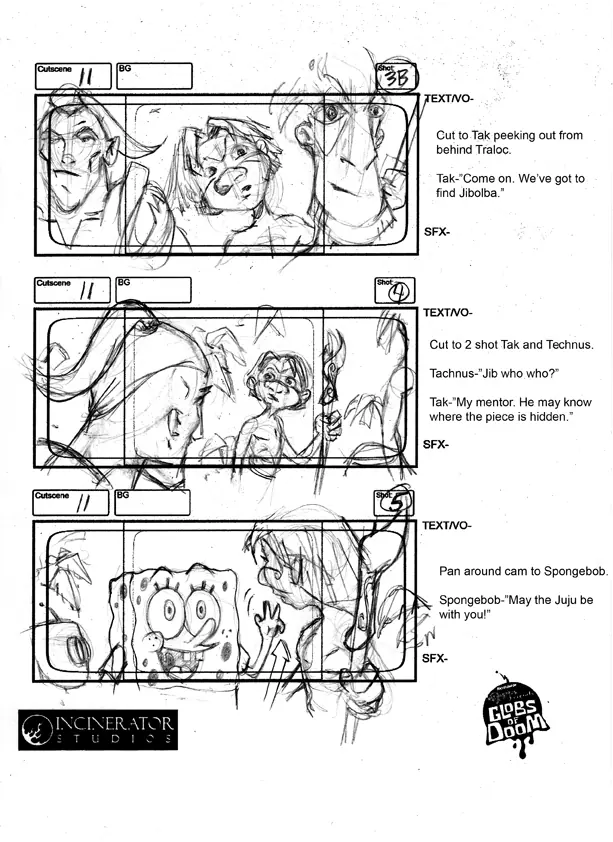 Cutscene 11
BG
Shot: 3B
TEXT/VO-
Cut to Tak peeking out from
behind Traloc.
Tak-"Come on. We've got to
find Jibolba."
SFX-
Cutscene 11
BG
Shot: 4
TEXT/VO-
Cut to 2 shot Tak and Technus.
Tachnus-"Jib who who?"
Tak-"My mentor. He may know
where the piece is hidden."
SFX-
Cutscene 11
BG
Shot: 5
TEXT/VO-
Pan around cam to Spongebob.
Spongebob-"May the Juju be
with you!"
SFX-
INCINERATOR
STUDIOS
GLOBS
OF
DOOM